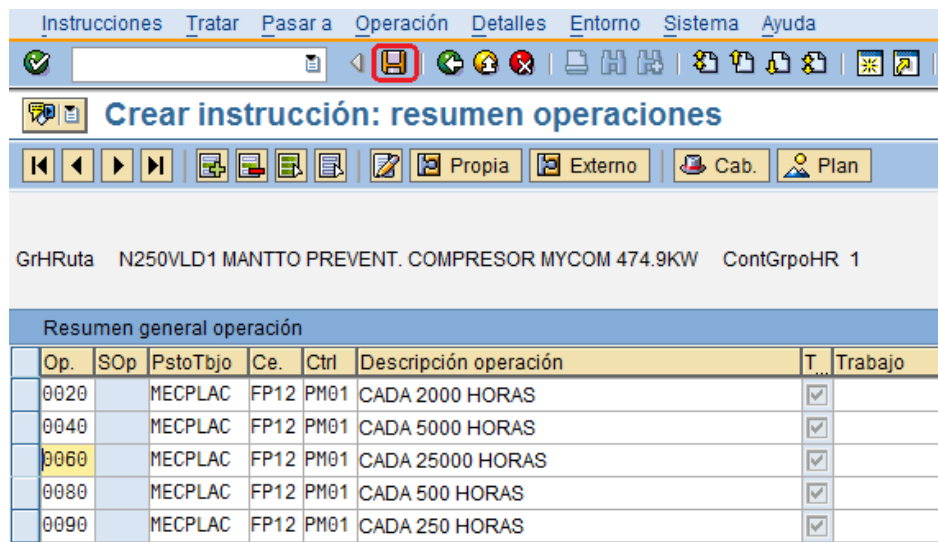 Instrucciones Tratar Pasar a Operación Detalles Entorno Sistema Ayuda
Crear instrucción: resumen operaciones
Propia Externo Cab. Plan
GrHRuta N250VLD1 MANTTO PREVENT. COMPRESOR MYCOM 474.9KW ContGrpoHR 1
Resumen general operación
Op. SOp PstoTbjo Ce. Ctrl Descripción operación T... Trabajo
0020 MECPLAC FP12 PM01 CADA 2000 HORAS
0040 MECPLAC FP12 PM01 CADA 5000 HORAS
0060 MECPLAC FP12 PM01 CADA 25000 HORAS
0080 MECPLAC FP12 PM01 CADA 500 HORAS
0090 MECPLAC FP12 PM01 CADA 250 HORAS